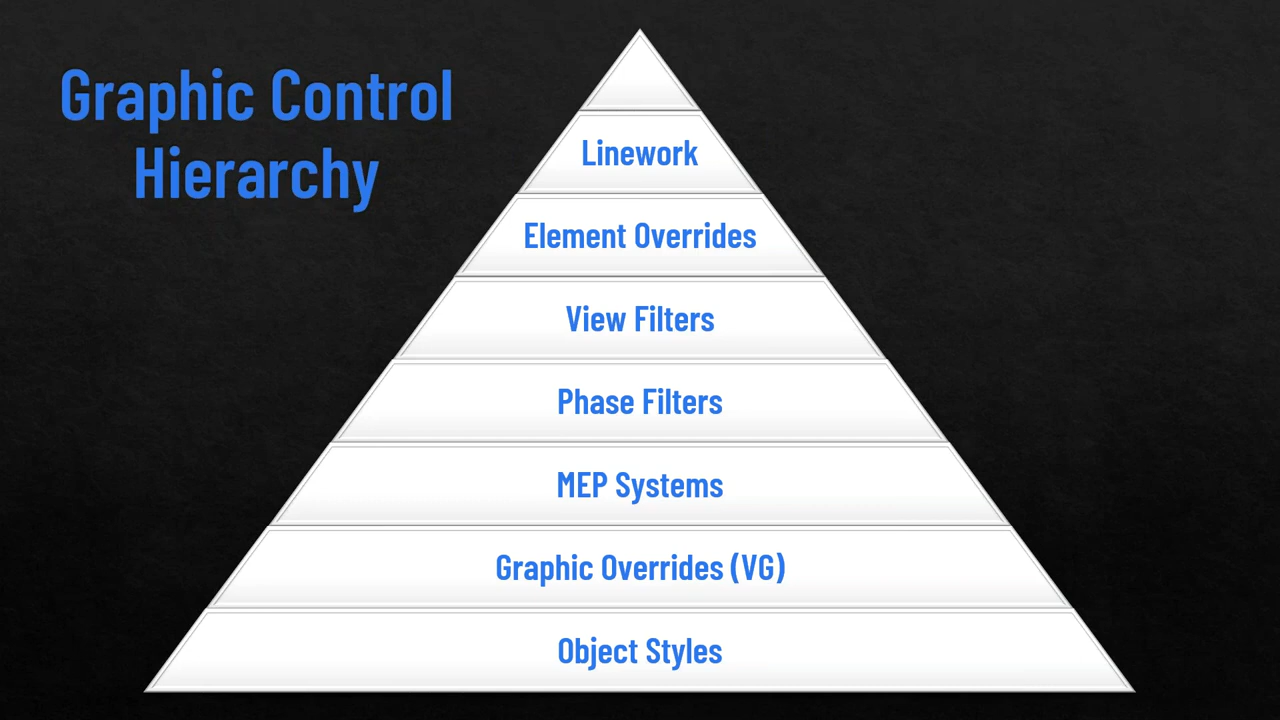 Graphic Control
Hierarchy
Linework
Element Overrides
View Filters
Phase Filters
MEP Systems
Graphic Overrides (VG)
Object Styles